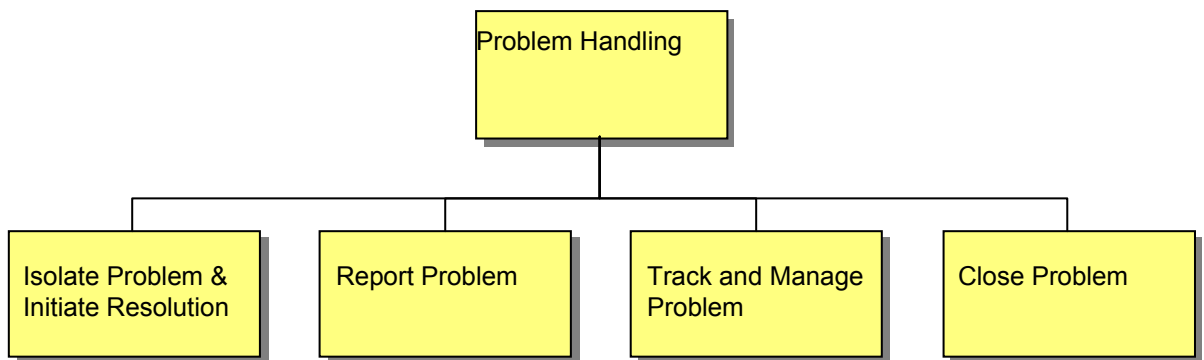 Problem Handling
Isolate Problem &
Initiate Resolution
Report Problem
Track and Manage
Problem
Close Problem